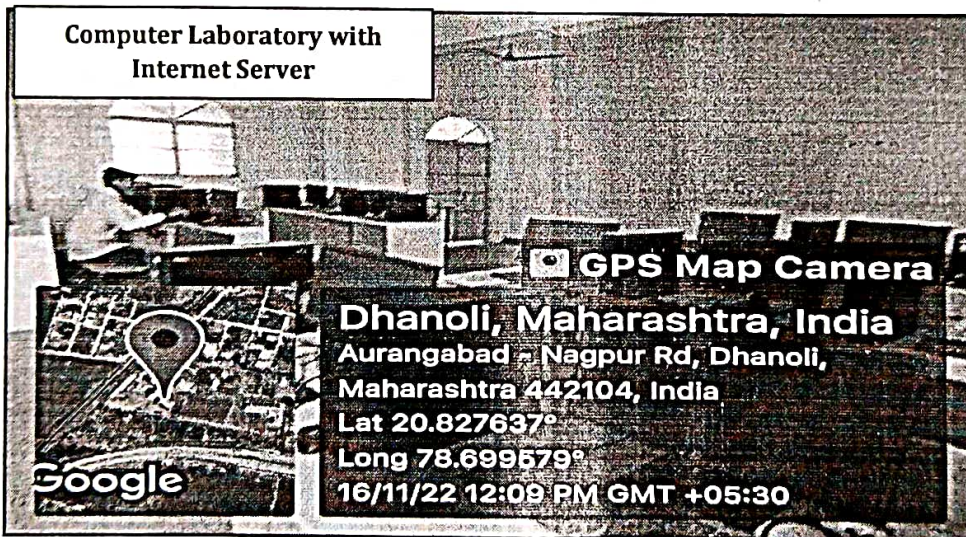 Computer Laboratory with
Internet Server
GPS Map Camera
Dhanoli, Maharashtra, India
Aurangabad - Nagpur Rd, Dhanoli,
Maharashtra 442104, India
Lat 20.827637°
Long 78.699579°
16/11/22 12:09 PM GMT +05:30
Google